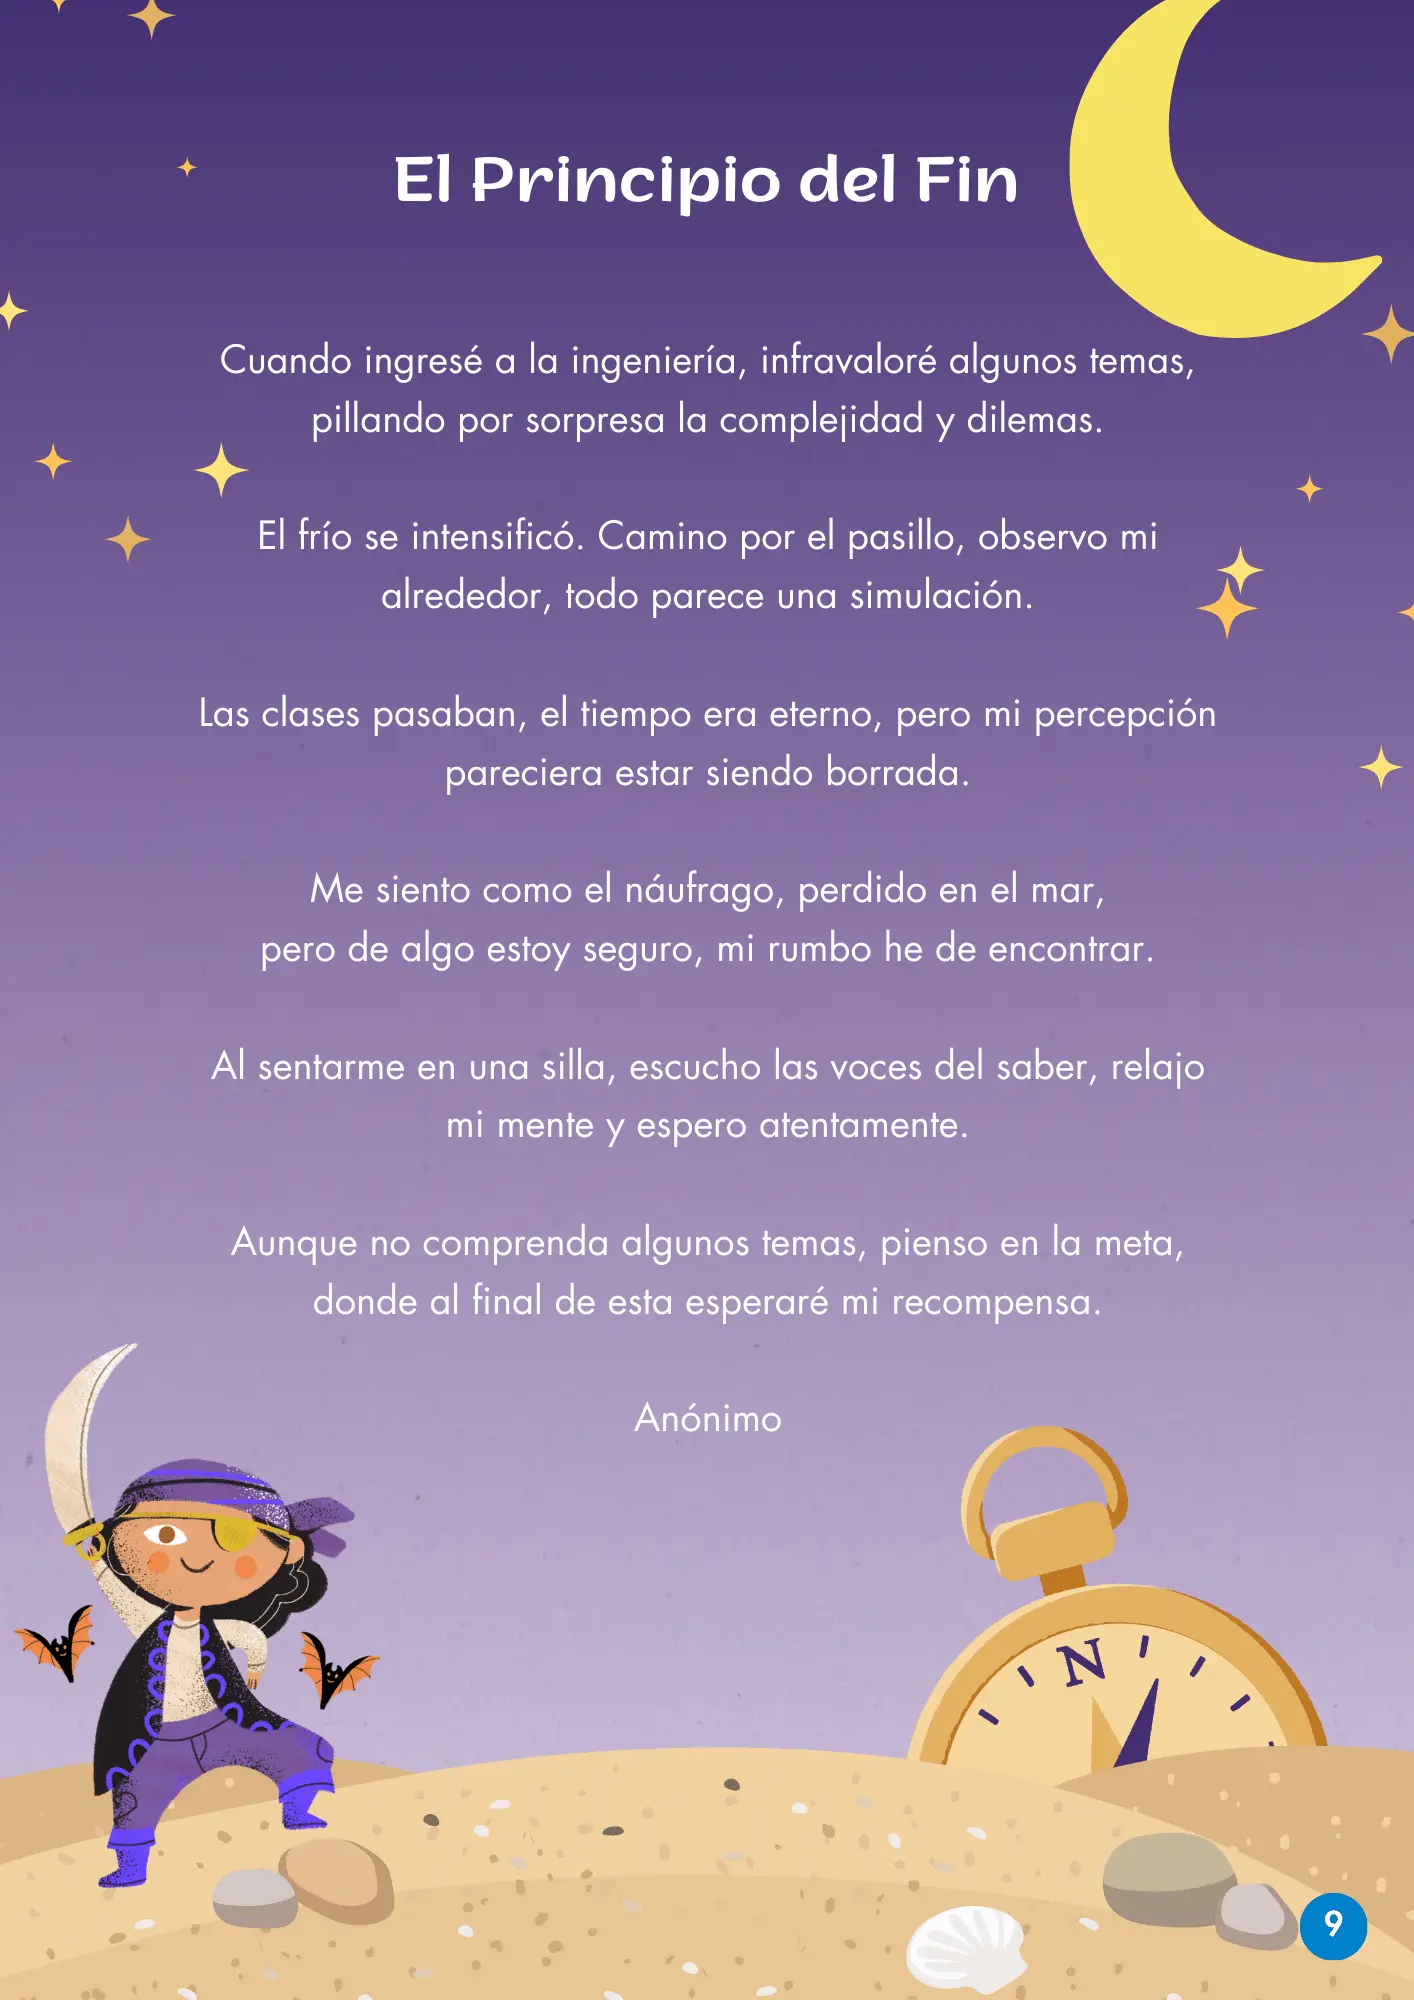 El Principio del Fin
Cuando ingresé a la ingeniería, infravaloré algunos temas,
pillando por sorpresa la complejidad y dilemas.
El frío se intensificó. Camino por el pasillo, observo mi
alrededor, todo parece una simulación.
Las clases pasaban, el tiempo era eterno, pero mi percepción
pareciera estar siendo borrada.
Me siento como el náufrago, perdido en el mar,
pero de algo estoy seguro, mi rumbo he de encontrar.
Al sentarme en una silla, escucho las voces del saber, relajo
mi mente y espero atentamente.
Aunque no comprenda algunos temas, pienso en la meta,
donde al final de esta esperaré mi recompensa.
Anónimo
N
9